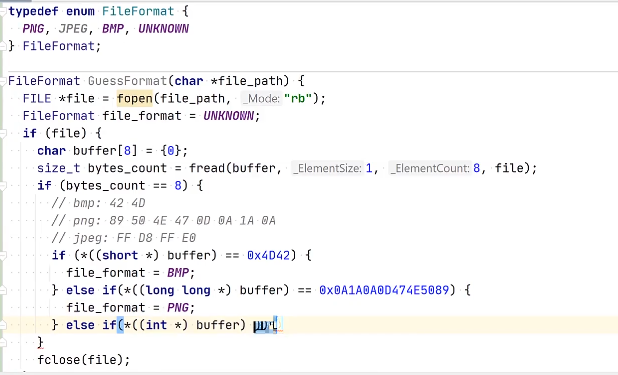 typedef enum FileFormat {
PNG, JPEG, BMP, UNKNOWN
} FileFormat;
FileFormat GuessFormat(char *file_path) {
FILE *file = fopen(file_path, _Mode: "rb");
FileFormat file_format = UNKNOWN;
if (file) {
char buffer[8] = {0};
size_t bytes_count = fread(buffer, _ElementSize: 1, _ElementCount: 8, file);
if (bytes_count == 8) {
// bmp: 42 4D
// png: 89 50 4E 47 0D 0A 1A 0A
// jpeg: FF D8 FF E0
if (*((short *) buffer) == 0x4D42) {
file_format = BMP;
} else if(*((long long *) buffer) == 0x0A1A0A0D474E5089) {
file_format = PNG;
} else if(*((int *) buffer)
}
fclose(file);